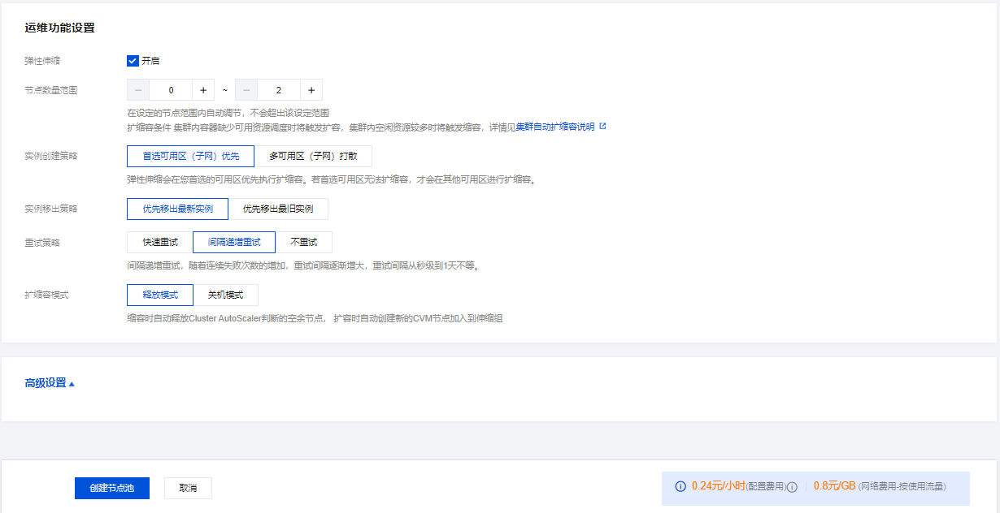 运维功能设置
弹性伸缩 开启
节点数量范围 − 0 + ~ − 2 +
在设定的节点范围内自动调节，不会超出该设定范围
扩缩容条件 集群内容器缺少可用资源调度时将触发扩容，集群内空闲资源较多时将触发缩容，详情见集群自动扩缩容说明
实例创建策略 首选可用区（子网）优先 多可用区（子网）打散
弹性伸缩会在您首选的可用区优先执行扩缩容。若首选可用区无法扩缩容，才会在其他可用区进行扩缩容。
实例移出策略 优先移出最新实例 优先移出最旧实例
重试策略 快速重试 间隔递增重试 不重试
间隔递增重试，随着连续失败次数的增加，重试间隔逐渐增大，重试间隔从秒级到1天不等。
扩缩容模式 释放模式 关机模式
缩容时自动释放Cluster AutoScaler判断的空余节点， 扩容时自动创建新的CVM节点加入到伸缩组
高级设置
创建节点池 取消 0.24元/小时(配置费用) 0.8元/GB (网络费用-按使用流量)